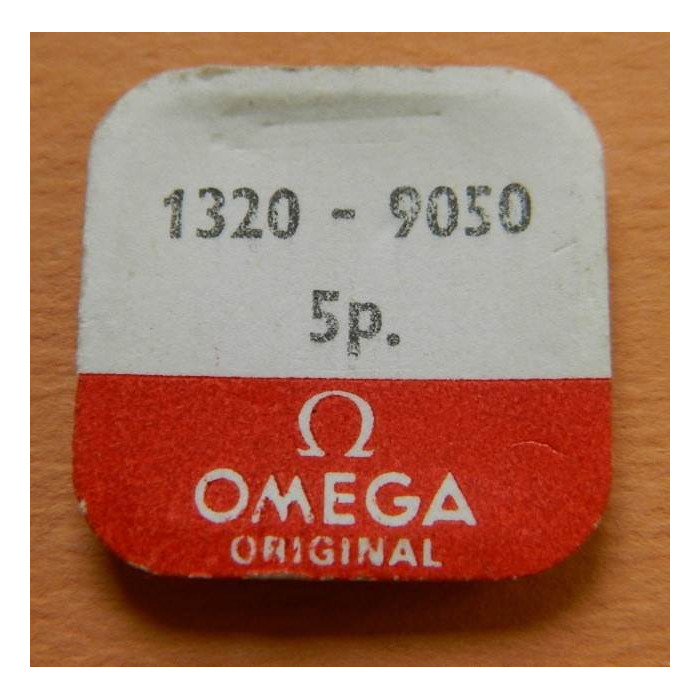 1320 - 9050
5p.
Ω
OMEGA
ORIGINAL